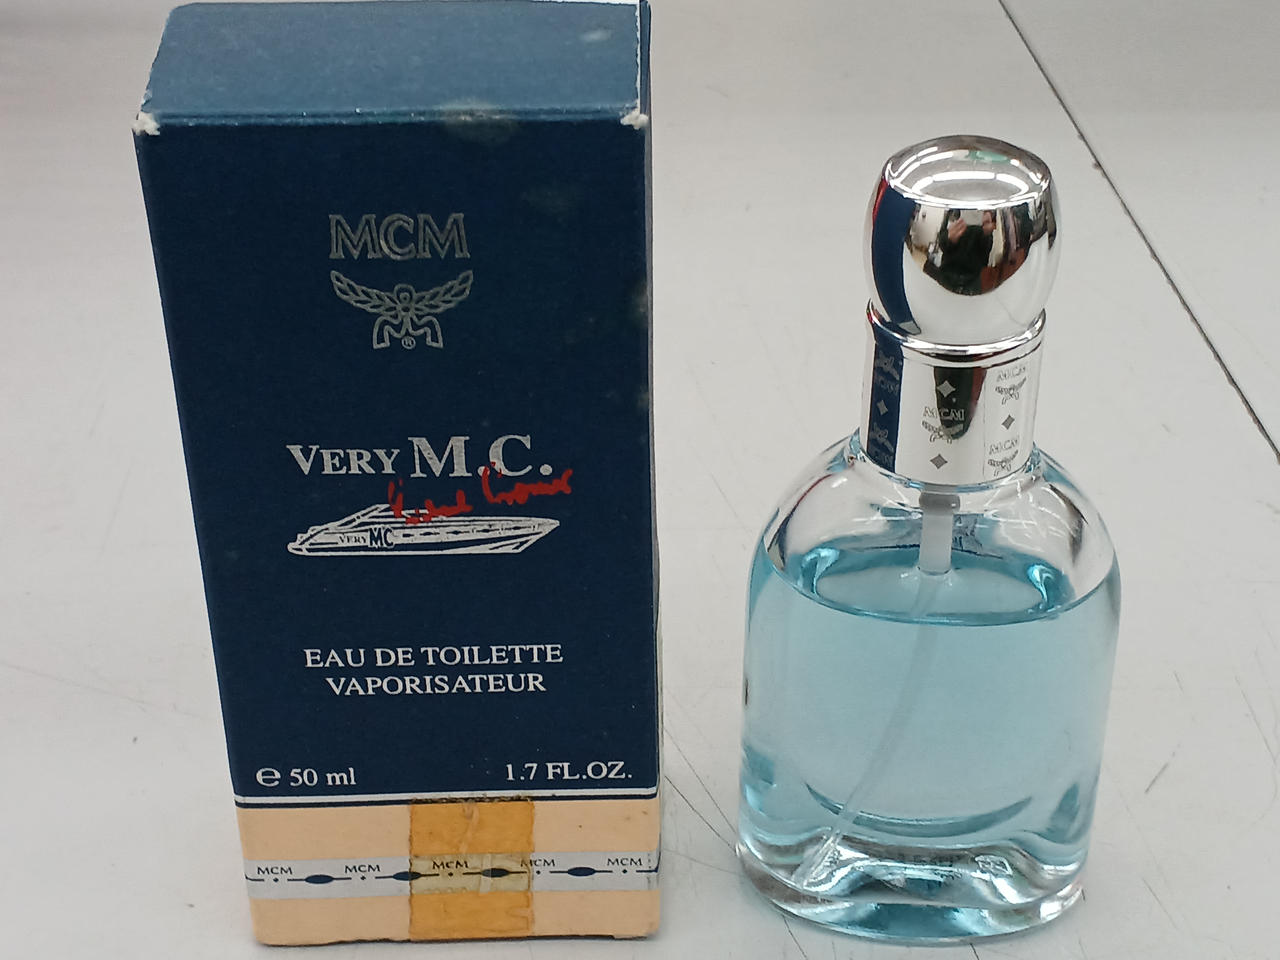 MCM
®
VERY M.C.
VERY MC
EAU DE TOILETTE
VAPORISATEUR
℮ 50 ml
1.7 FL.OZ.
MCM MCM MCM MCM MCM
MCM
MCM
MCM